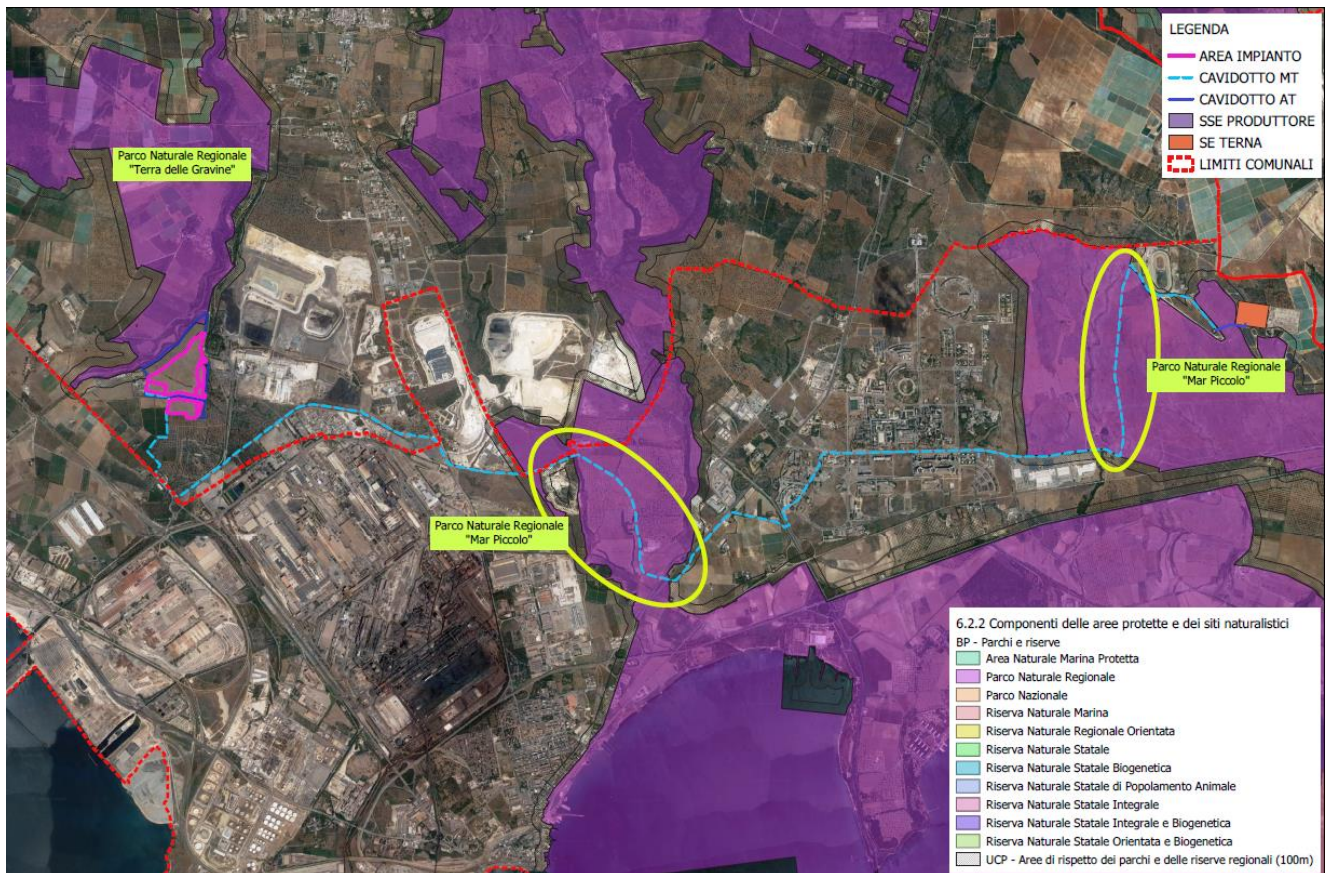 LEGENDA
AREA IMPIANTO
CAVIDOTTO MT
CAVIDOTTO AT
SSE PRODUTTORE
SE TERNA
LIMITI COMUNALI
Parco Naturale Regionale
"Terra delle Gravine"
Parco Naturale Regionale
"Mar Piccolo"
Parco Naturale Regionale
"Mar Piccolo"
6.2.2 Componenti delle aree protette e dei siti naturalistici
BP - Parchi e riserve
Area Naturale Marina Protetta
Parco Naturale Regionale
Parco Nazionale
Riserva Naturale Marina
Riserva Naturale Regionale Orientata
Riserva Naturale Statale
Riserva Naturale Statale Biogenetica
Riserva Naturale Statale di Popolamento Animale
Riserva Naturale Statale Integrale
Riserva Naturale Statale Integrale e Biogenetica
Riserva Naturale Statale Orientata e Biogenetica
UCP - Aree di rispetto dei parchi e delle riserve regionali (100m)